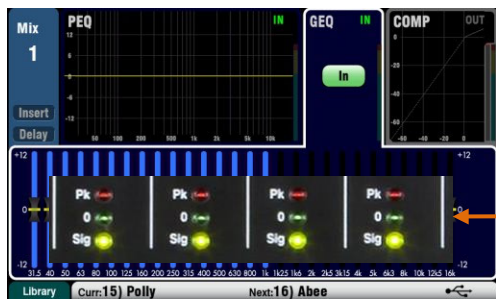 Mix
1
Insert
Delay
PEQ IN
12
6
-6
-12
50 100 200 500 1k 2k 5k 10k
GEQ IN
In
COMP OUT
0
-20
-40
-60
-60 -40 -20 0
+12 +12
0 0
-12 -12
Pk Pk Pk Pk
0 0 0 0
Sig Sig Sig Sig
31.5 40 50 63 80 100 125 160 200 250 315 400 500 630 800 1k 1k25 1k6 2k 2k5 3k15 4k 5k 6k3 8k 10k 12k5 16k
Library Curr:15) Polly Next:16) Abee